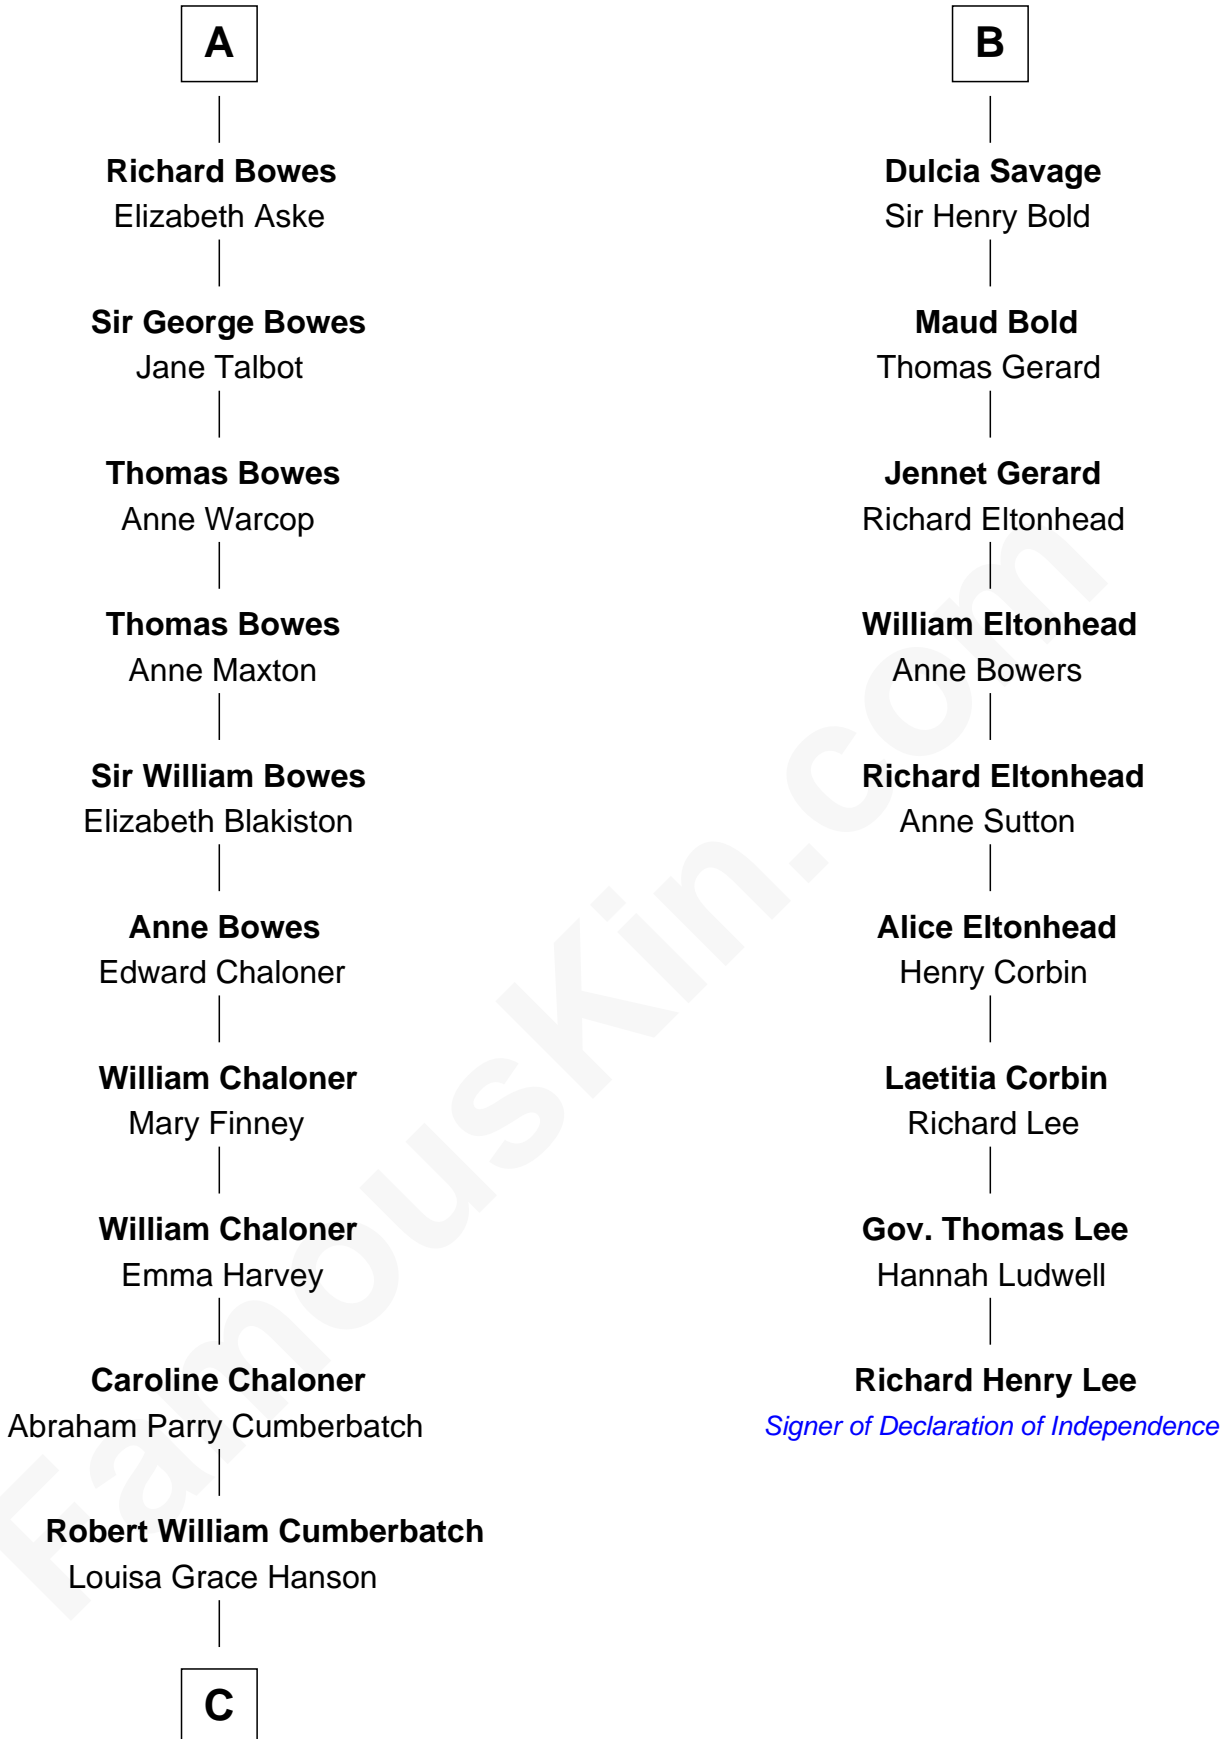 A
Richard Bowes
Elizabeth Aske
Sir George Bowes
Jane Talbot
Thomas Bowes
Anne Warcop
Thomas Bowes
Anne Maxton
Sir William Bowes
Elizabeth Blakiston
Anne Bowes
Edward Chaloner
William Chaloner
Mary Finney
William Chaloner
Emma Harvey
Caroline Chaloner
Abraham Parry Cumberbatch
Robert William Cumberbatch
Louisa Grace Hanson
C
B
Dulcia Savage
Sir Henry Bold
Maud Bold
Thomas Gerard
Jennet Gerard
Richard Eltonhead
William Eltonhead
Anne Bowers
Richard Eltonhead
Anne Sutton
Alice Eltonhead
Henry Corbin
Laetitia Corbin
Richard Lee
Gov. Thomas Lee
Hannah Ludwell
Richard Henry Lee
Signer of Declaration of Independence
FamousKin.com